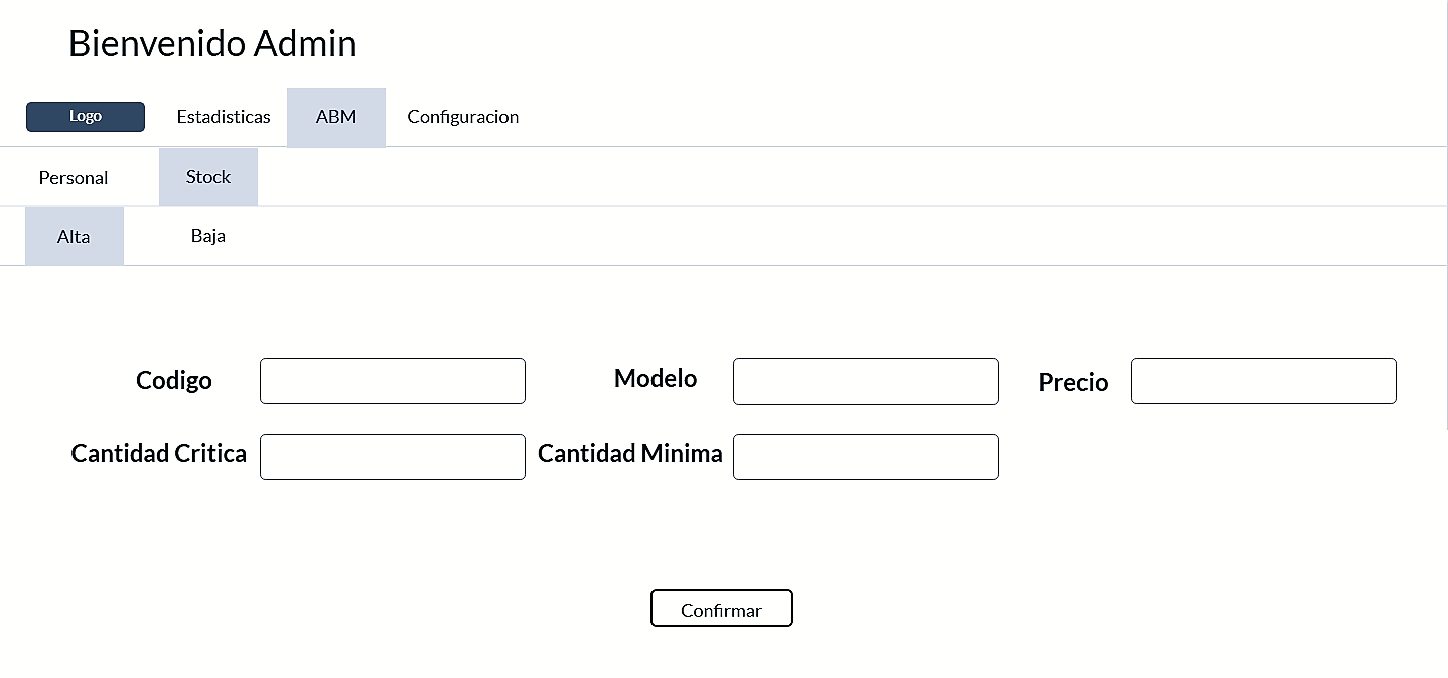 Bienvenido Admin
Logo Estadisticas ABM Configuracion
Personal Stock
Alta Baja
Codigo Modelo Precio
Cantidad Critica Cantidad Minima
Confirmar